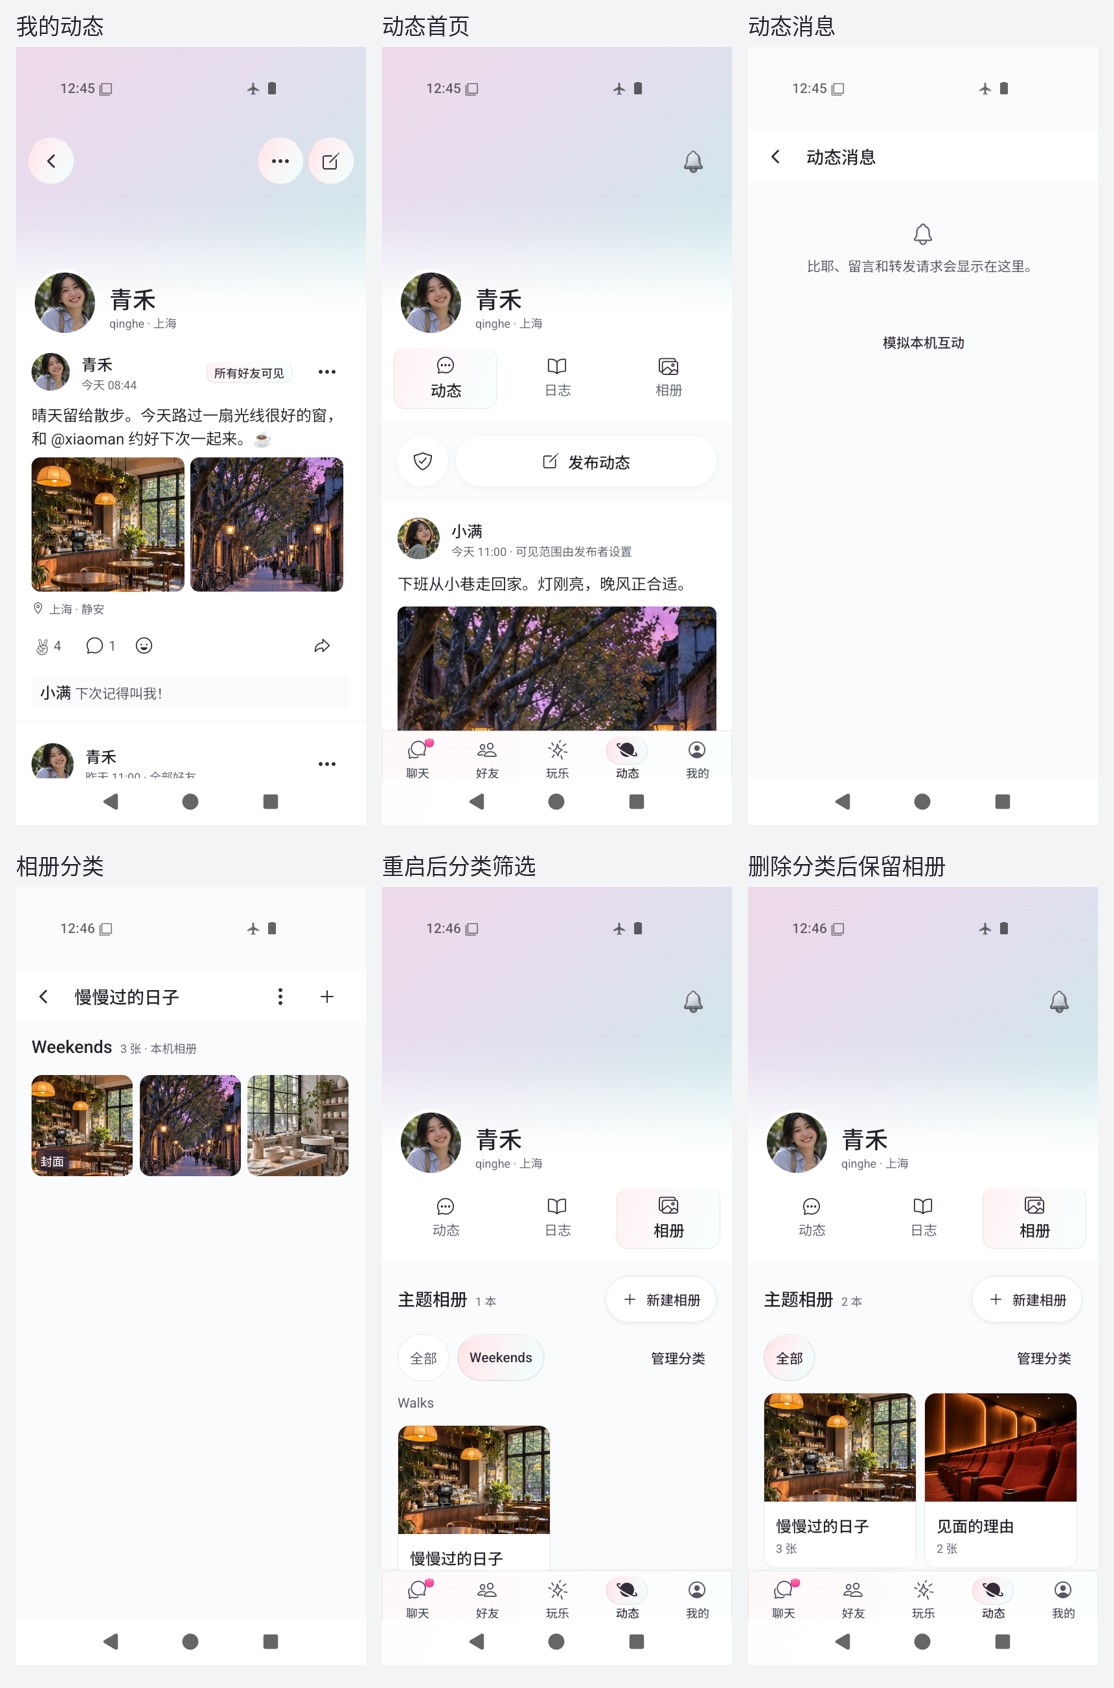 我的动态
12:45
青禾
qinghe · 上海
青禾
今天 08:44
所有好友可见
晴天留给散步。今天路过一扇光线很好的窗，
和 @xiaoman 约好下次一起来。☕
上海 · 静安
4
1
小满 下次记得叫我！
青禾
昨天 11:00 · 全部好友
动态首页
12:45
青禾
qinghe · 上海
动态
日志
相册
发布动态
小满
今天 11:00 · 可见范围由发布者设置
下班从小巷走回家。灯刚亮，晚风正合适。
聊天
好友
玩乐
动态
我的
动态消息
12:45
动态消息
比耶、留言和转发请求会显示在这里。
模拟本机互动
相册分类
12:46
慢慢过的日子
Weekends 3 张 · 本机相册
封面
重启后分类筛选
12:46
青禾
qinghe · 上海
动态
日志
相册
主题相册 1 本
新建相册
全部
Weekends
管理分类
Walks
慢慢过的日子
聊天
好友
玩乐
动态
我的
删除分类后保留相册
12:46
青禾
qinghe · 上海
动态
日志
相册
主题相册 2 本
新建相册
全部
管理分类
慢慢过的日子
3 张
见面的理由
2 张
聊天
好友
玩乐
动态
我的